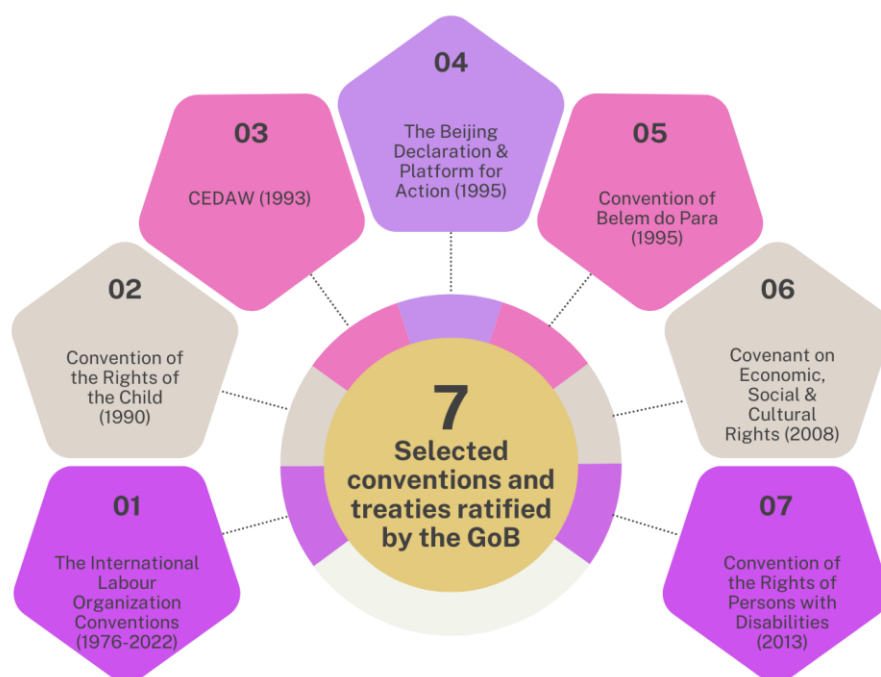 01
The International
Labour
Organization
Conventions
(1976-2022)
02
Convention of
the Rights of
the Child
(1990)
03
CEDAW (1993)
04
The Beijing
Declaration &
Platform for
Action (1995)
05
Convention of
Belem do Para
(1995)
06
Covenant on
Economic,
Social &
Cultural
Rights (2008)
07
Convention of
the Rights of
Persons with
Disabilities
(2013)
7
Selected
conventions and
treaties ratified
by the GoB